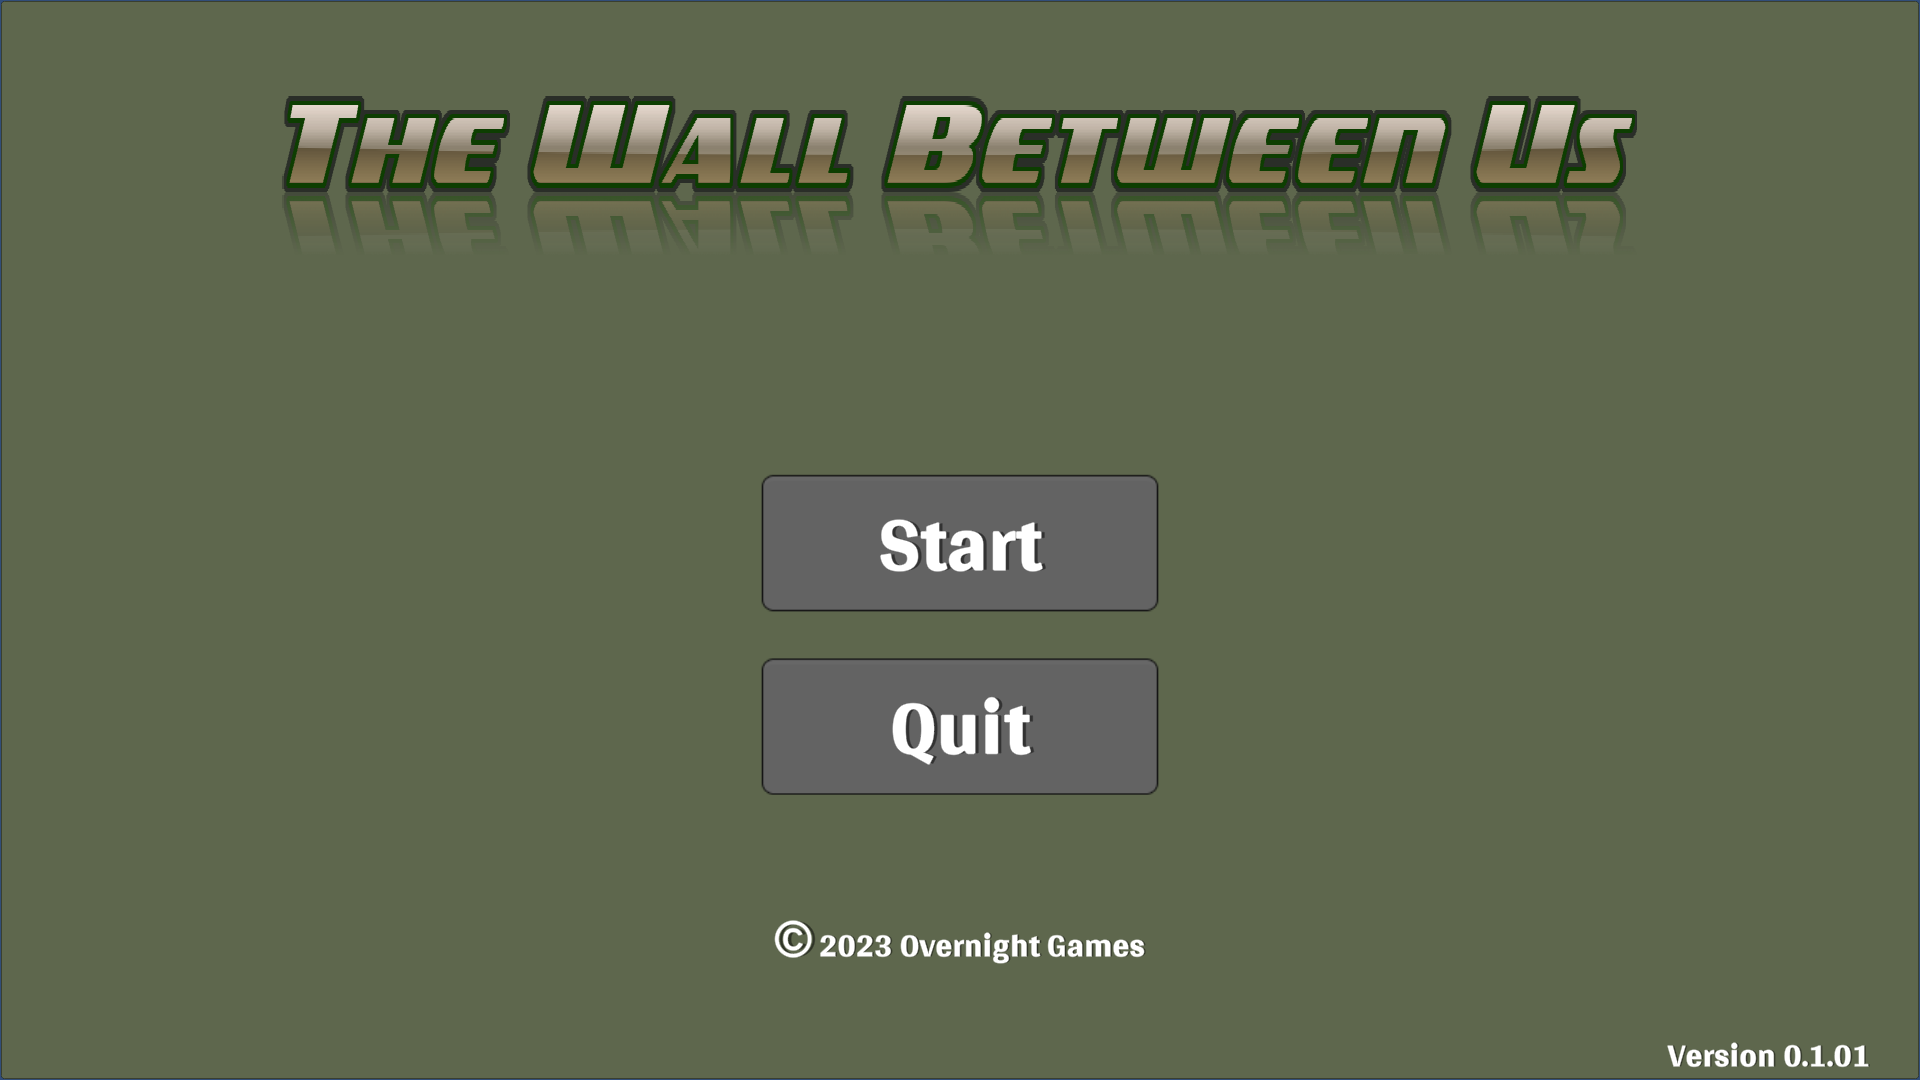 The Wall Between Us
Start
Quit
© 2023 Overnight Games
Version 0.1.01